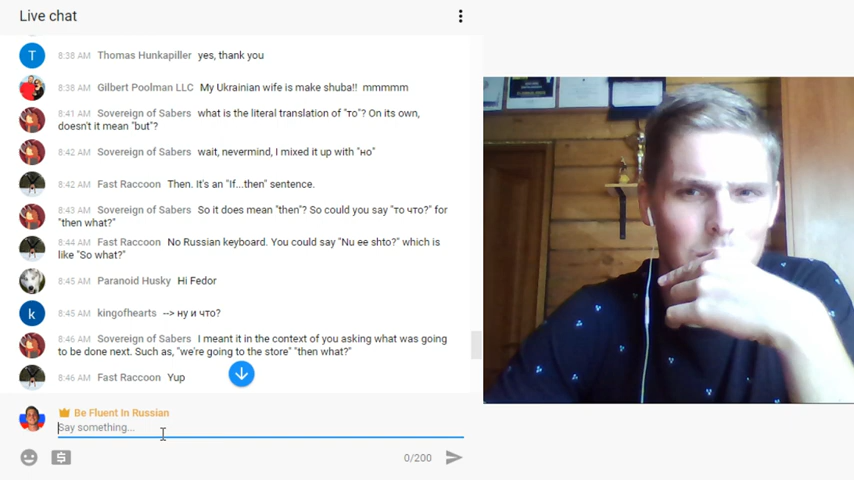 Live chat
T 8:38 AM Thomas Hunkapiller yes, thank you
8:38 AM Gilbert Poolman LLC My Ukrainian wife is make shuba!! mmmmm
8:41 AM Sovereign of Sabers what is the literal translation of "то"? On its own,
doesn't it mean "but"?
8:42 AM Sovereign of Sabers wait, nevermind, I mixed it up with "но"
8:42 AM Fast Raccoon Then. It's an "If...then" sentence.
8:43 AM Sovereign of Sabers So it does mean "then"? So could you say "то что?" for
"then what?"
8:44 AM Fast Raccoon No Russian keyboard. You could say "Nu ee shto?" which is
like "So what?"
8:45 AM Paranoid Husky Hi Fedor
k 8:45 AM kingofhearts --> ну и что?
8:46 AM Sovereign of Sabers I meant it in the context of you asking what was going
to be done next. Such as, "we're going to the store" "then what?"
8:46 AM Fast Raccoon Yup
Be Fluent In Russian
Say something...
0/200